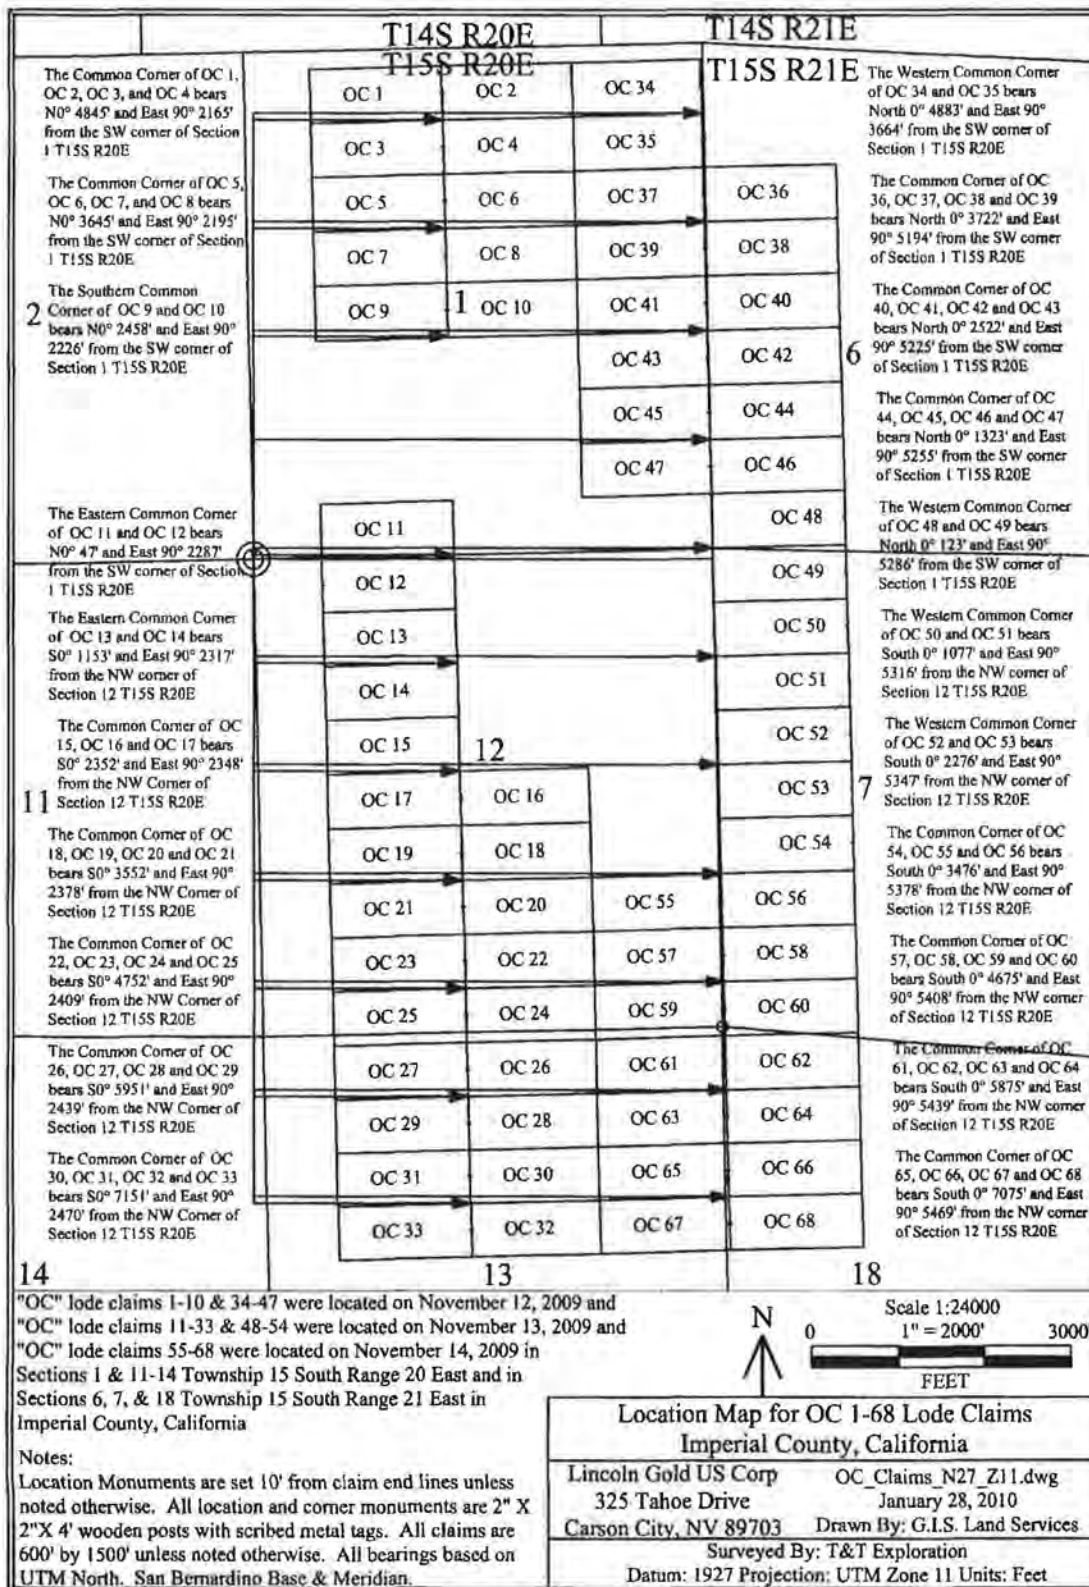 T14S R20E
T14S R21E
T15S R20E
T15S R21E
The Common Corner of OC 1,
OC 2, OC 3, and OC 4 bears
N0° 4845' and East 90° 2165'
from the SW corner of Section
1 T15S R20E
The Common Corner of OC 5,
OC 6, OC 7, and OC 8 bears
N0° 3645' and East 90° 2195'
from the SW corner of Section
1 T15S R20E
The Southern Common
Corner of OC 9 and OC 10
bears N0° 2458' and East 90°
2226' from the SW corner of
Section 1 T15S R20E
2
The Eastern Common Corner
of OC 11 and OC 12 bears
N0° 47' and East 90° 2287'
from the SW corner of Section
1 T15S R20E
The Eastern Common Corner
of OC 13 and OC 14 bears
S0° 1153' and East 90° 2317'
from the NW corner of
Section 12 T15S R20E
The Common Corner of OC
15, OC 16 and OC 17 bears
S0° 2352' and East 90° 2348'
from the NW Corner of
Section 12 T15S R20E
11
The Common Corner of OC
18, OC 19, OC 20 and OC 21
bears S0° 3552' and East 90°
2378' from the NW Corner of
Section 12 T15S R20E
The Common Corner of OC
22, OC 23, OC 24 and OC 25
bears S0° 4752' and East 90°
2409' from the NW Corner of
Section 12 T15S R20E
The Common Corner of OC
26, OC 27, OC 28 and OC 29
bears S0° 5951' and East 90°
2439' from the NW Corner of
Section 12 T15S R20E
The Common Corner of OC
30, OC 31, OC 32 and OC 33
bears S0° 7151' and East 90°
2470' from the NW Corner of
Section 12 T15S R20E
14
OC 1 OC 2 OC 34
OC 3 OC 4 OC 35
OC 5 OC 6 OC 37 OC 36
OC 7 OC 8 OC 39 OC 38
OC 9 1 OC 10 OC 41 OC 40
OC 43 OC 42
OC 45 OC 44
OC 47 OC 46
OC 11 OC 48
OC 12 OC 49
OC 13 OC 50
OC 14 OC 51
OC 15 12 OC 52
OC 17 OC 16 OC 53
OC 19 OC 18 OC 54
OC 21 OC 20 OC 55 OC 56
OC 23 OC 22 OC 57 OC 58
OC 25 OC 24 OC 59 OC 60
OC 27 OC 26 OC 61 OC 62
OC 29 OC 28 OC 63 OC 64
OC 31 OC 30 OC 65 OC 66
OC 33 OC 32 OC 67 OC 68
13
The Western Common Corner
of OC 34 and OC 35 bears
North 0° 4883' and East 90°
3664' from the SW corner of
Section 1 T15S R20E
The Common Corner of OC
36, OC 37, OC 38 and OC 39
bears North 0° 3722' and East
90° 5194' from the SW corner
of Section 1 T15S R20E
The Common Corner of OC
40, OC 41, OC 42 and OC 43
bears North 0° 2522' and East
90° 5225' from the SW corner
of Section 1 T15S R20E
6
The Common Corner of OC
44, OC 45, OC 46 and OC 47
bears North 0° 1323' and East
90° 5255' from the SW corner
of Section 1 T15S R20E
The Western Common Corner
of OC 48 and OC 49 bears
North 0° 123' and East 90°
5286' from the SW corner of
Section 1 T15S R20E
The Western Common Corner
of OC 50 and OC 51 bears
South 0° 1077' and East 90°
5316' from the NW corner of
Section 12 T15S R20E
The Western Common Corner
of OC 52 and OC 53 bears
South 0° 2276' and East 90°
5347' from the NW corner of
Section 12 T15S R20E
7
The Common Corner of OC
54, OC 55 and OC 56 bears
South 0° 3476' and East 90°
5378' from the NW corner of
Section 12 T15S R20E
The Common Corner of OC
57, OC 58, OC 59 and OC 60
bears South 0° 4675' and East
90° 5408' from the NW corner
of Section 12 T15S R20E
The Common Corner of OC
61, OC 62, OC 63 and OC 64
bears South 0° 5875' and East
90° 5439' from the NW corner
of Section 12 T15S R20E
The Common Corner of OC
65, OC 66, OC 67 and OC 68
bears South 0° 7075' and East
90° 5469' from the NW corner
of Section 12 T15S R20E
18
"OC" lode claims 1-10 & 34-47 were located on November 12, 2009 and
"OC" lode claims 11-33 & 48-54 were located on November 13, 2009 and
"OC" lode claims 55-68 were located on November 14, 2009 in
Sections 1 & 11-14 Township 15 South Range 20 East and in
Sections 6, 7, & 18 Township 15 South Range 21 East in
Imperial County, California
Notes:
Location Monuments are set 10' from claim end lines unless
noted otherwise. All location and corner monuments are 2" X
2"X 4' wooden posts with scribed metal tags. All claims are
600' by 1500' unless noted otherwise. All bearings based on
UTM North. San Bernardino Base & Meridian.
N
Scale 1:24000
0 1" = 2000' 3000
FEET
Location Map for OC 1-68 Lode Claims
Imperial County, California
Lincoln Gold US Corp
325 Tahoe Drive
Carson City, NV 89703
OC_Claims_N27_Z11.dwg
January 28, 2010
Drawn By: G.I.S. Land Services
Surveyed By: T&T Exploration
Datum: 1927 Projection: UTM Zone 11 Units: Feet